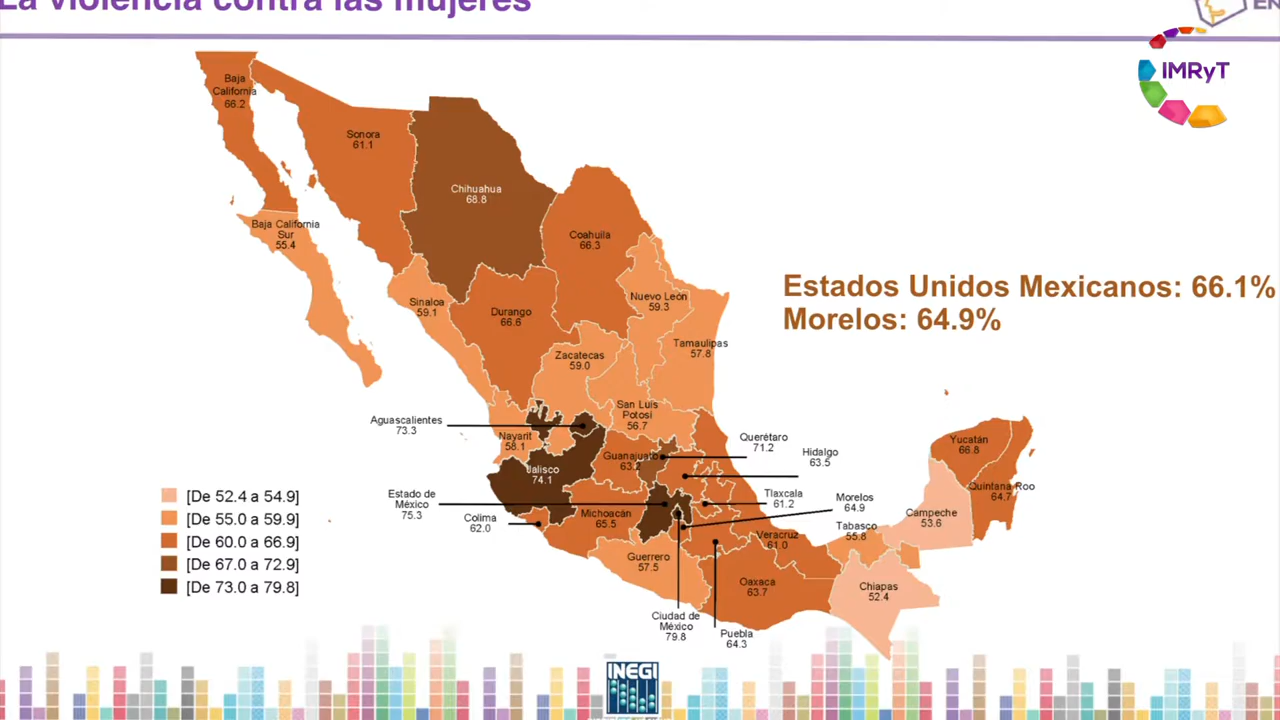 La violencia contra las mujeres
EN
IMRyT
Baja
California
66.2
Sonora
61.1
Chihuahua
68.8
Baja California
Sur
55.4
Coahuila
66.3
Sinaloa
59.1
Durango
66.6
Nuevo León
59.3
Estados Unidos Mexicanos: 66.1%
Morelos: 64.9%
Zacatecas
59.0
Tamaulipas
57.8
San Luis
Potosí
56.7
Aguascalientes
73.3
Nayarit
58.1
Jalisco
74.1
Guanajuato
63.2
Querétaro
71.2
Hidalgo
63.5
Yucatán
66.8
Quintana Roo
64.7
Estado de
México
75.3
Colima
62.0
Michoacán
65.5
Tlaxcala
61.2
Morelos
64.9
Campeche
53.6
Tabasco
55.8
Veracruz
61.0
Guerrero
57.5
Oaxaca
63.7
Chiapas
52.4
Ciudad de
México
79.8
Puebla
64.3
[De 52.4 a 54.9]
[De 55.0 a 59.9]
[De 60.0 a 66.9]
[De 67.0 a 72.9]
[De 73.0 a 79.8]
INEGI